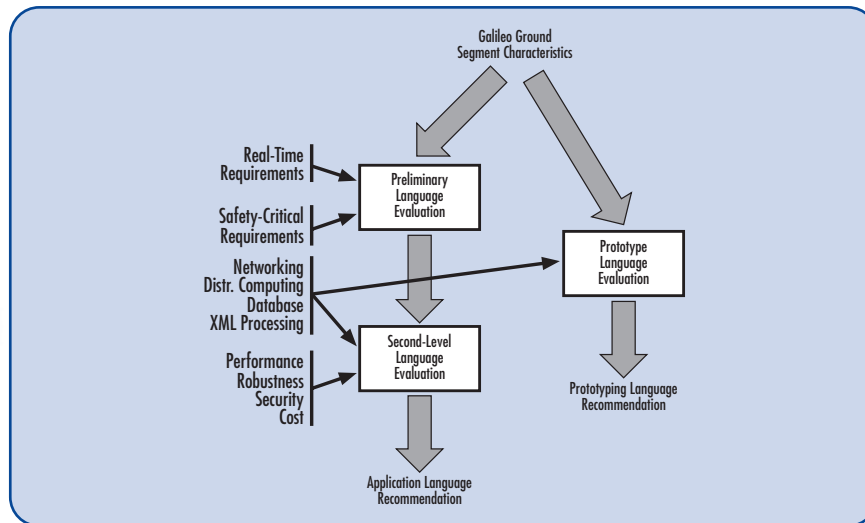 Galileo Ground
Segment Characteristics
Real-Time
Requirements
Preliminary
Language
Evaluation
Safety-Critical
Requirements
Prototype
Language
Evaluation
Networking
Distr. Computing
Database
XML Processing
Second-Level
Language
Evaluation
Performance
Robustness
Security
Cost
Prototyping Language
Recommendation
Application Language
Recommendation